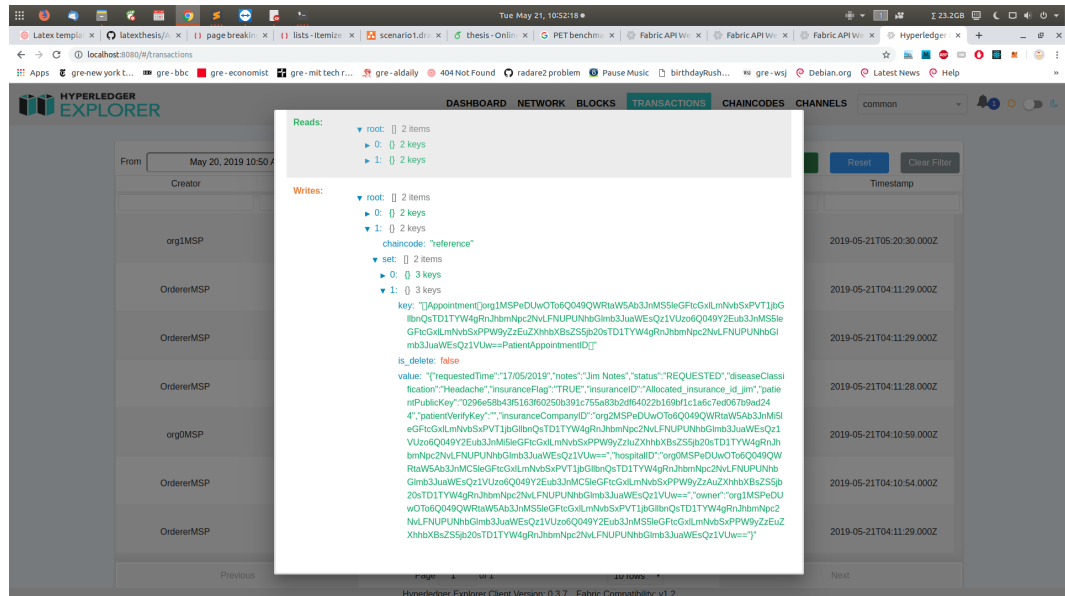 Tue May 21, 10:52:18
23.2GB
Latex templat
latexthesis/A
page breaking
lists - Itemize
scenario1.dra
thesis - Onlin
PET benchma
Fabric API We
Fabric API We
Fabric API We
Hyperledger
localhost:8080/#/transactions
Apps
gre-new york t...
gre - bbc
gre - economist
gre - mit tech r...
gre - aldaily
404 Not Found
radare2 problem
Pause Music
birthdayRush...
gre - wsj
Debian.org
Latest News
Help
HYPERLEDGER
EXPLORER
DASHBOARD NETWORK BLOCKS TRANSACTIONS CHAINCODES CHANNELS common 1
From May 20, 2019 10:50 A
Reset Clear Filter
Creator Timestamp
org1MSP 2019-05-21T05:20:30.000Z
OrdererMSP 2019-05-21T04:11:29.000Z
OrdererMSP 2019-05-21T04:11:29.000Z
OrdererMSP 2019-05-21T04:11:28.000Z
org0MSP 2019-05-21T04:10:59.000Z
OrdererMSP 2019-05-21T04:10:54.000Z
OrdererMSP 2019-05-21T04:11:29.000Z
Reads:
root: [] 2 items
0: {} 2 keys
1: {} 2 keys
Writes:
root: [] 2 items
0: {} 2 keys
1: {} 2 keys
chaincode: "reference"
set: [] 2 items
0: {} 3 keys
1: {} 3 keys
key: "▯Appointment▯org1MSPeDUwOTo6Q049QWRtaW5Ab3JnMS5leGFtcGxlLmNvbSxPVT1jbG
llbnQsTD1TYW4gRnJhbmNpc2NvLFNUPUNhbGlmb3JuaWEsQz1VUzo6Q049Y2Eub3JnMS5le
GFtcGxlLmNvbSxPPW9yZzEuZXhhbXBsZS5jb20sTD1TYW4gRnJhbmNpc2NvLFNUPUNhbGl
mb3JuaWEsQz1VUw==PatientAppointmentID▯"
is_delete: false
value: "{"requestedTime":"17/05/2019","notes":"Jim Notes","status":"REQUESTED","diseaseClassi
fication":"Headache","insuranceFlag":"TRUE","insuranceID":"Allocated_insurance_id_jim","patie
ntPublicKey":"0296e58b43f5163f60250b391c755a83b2df64022b169bf1c1a6c7ed067b9ad24
4","patientVerifyKey":"","insuranceCompanyID":"org2MSPeDUwOTo6Q049QWRtaW5Ab3JnMi5l
eGFtcGxlLmNvbSxPVT1jbGllbnQsTD1TYW4gRnJhbmNpc2NvLFNUPUNhbGlmb3JuaWEsQz1
VUzo6Q049Y2Eub3JnMi5leGFtcGxlLmNvbSxPPW9yZzIuZXhhbXBsZS5jb20sTD1TYW4gRnJh
bmNpc2NvLFNUPUNhbGlmb3JuaWEsQz1VUw==","hospitalID":"org0MSPeDUwOTo6Q049QW
RtaW5Ab3JnMC5leGFtcGxlLmNvbSxPVT1jbGllbnQsTD1TYW4gRnJhbmNpc2NvLFNUPUNhb
Glmb3JuaWEsQz1VUzo6Q049Y2Eub3JnMC5leGFtcGxlLmNvbSxPPW9yZzAuZXhhbXBsZS5jb
20sTD1TYW4gRnJhbmNpc2NvLFNUPUNhbGlmb3JuaWEsQz1VUw==","owner":"org1MSPeDU
wOTo6Q049QWRtaW5Ab3JnMS5leGFtcGxlLmNvbSxPVT1jbGllbnQsTD1TYW4gRnJhbmNpc2
NvLFNUPUNhbGlmb3JuaWEsQz1VUzo6Q049Y2Eub3JnMS5leGFtcGxlLmNvbSxPPW9yZzEuZ
XhhbXBsZS5jb20sTD1TYW4gRnJhbmNpc2NvLFNUPUNhbGlmb3JuaWEsQz1VUw=="}"
Previous Page 1 of 1 10 rows Next
Hyperledger Explorer Client Version: 0.3.7 Fabric Compatibility: v1.2